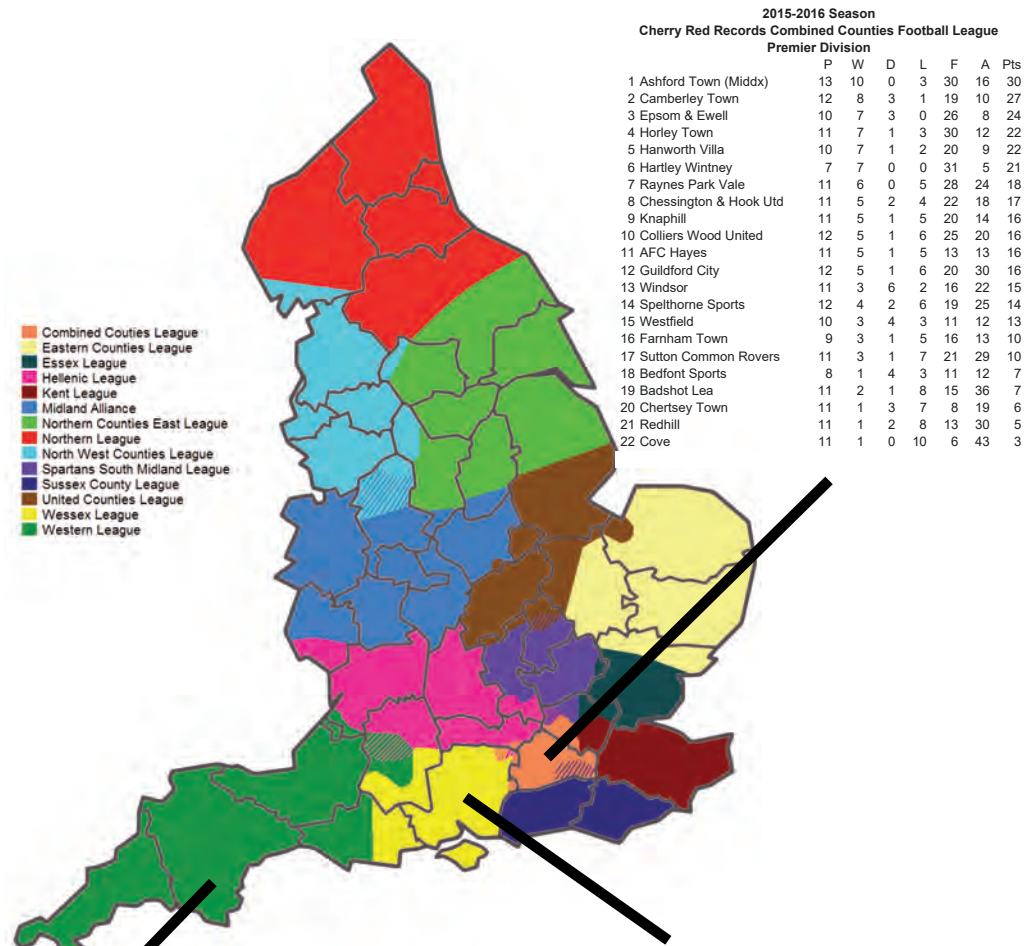 2015-2016 Season
Cherry Red Records Combined Counties Football League
Premier Division
P W D L F A Pts
1 Ashford Town (Middx) 13 10 0 3 30 16 30
2 Camberley Town 12 8 3 1 19 10 27
3 Epsom & Ewell 10 7 3 0 26 8 24
4 Horley Town 11 7 1 3 30 12 22
5 Hanworth Villa 10 7 1 2 20 9 22
6 Hartley Wintney 7 7 0 0 31 5 21
7 Raynes Park Vale 11 6 0 5 28 24 18
8 Chessington & Hook Utd 11 5 2 4 22 18 17
9 Knaphill 11 5 1 5 20 14 16
10 Colliers Wood United 12 5 1 6 25 20 16
11 AFC Hayes 11 5 1 5 13 13 16
12 Guildford City 12 5 1 6 20 30 16
13 Windsor 11 3 6 2 16 22 15
14 Spelthorne Sports 12 4 2 6 19 25 14
15 Westfield 10 3 4 3 11 12 13
16 Farnham Town 9 3 1 5 16 13 10
17 Sutton Common Rovers 11 3 1 7 21 29 10
18 Bedfont Sports 8 1 4 3 11 12 7
19 Badshot Lea 11 2 1 8 15 36 7
20 Chertsey Town 11 1 3 7 8 19 6
21 Redhill 11 1 2 8 13 30 5
22 Cove 11 1 0 10 6 43 3
Combined Couties League
Eastern Counties League
Essex League
Hellenic League
Kent League
Midland Alliance
Northern Counties East League
Northern League
North West Counties League
Spartans South Midland League
Sussex County League
United Counties League
Wessex League
Western League